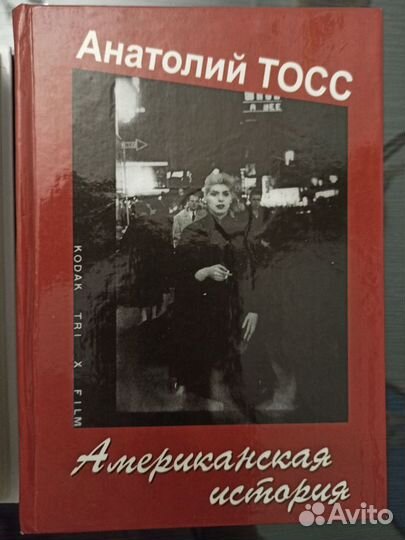 Анатолий ТОСС
KODAK TRI X FILM
Американская
история
Avito